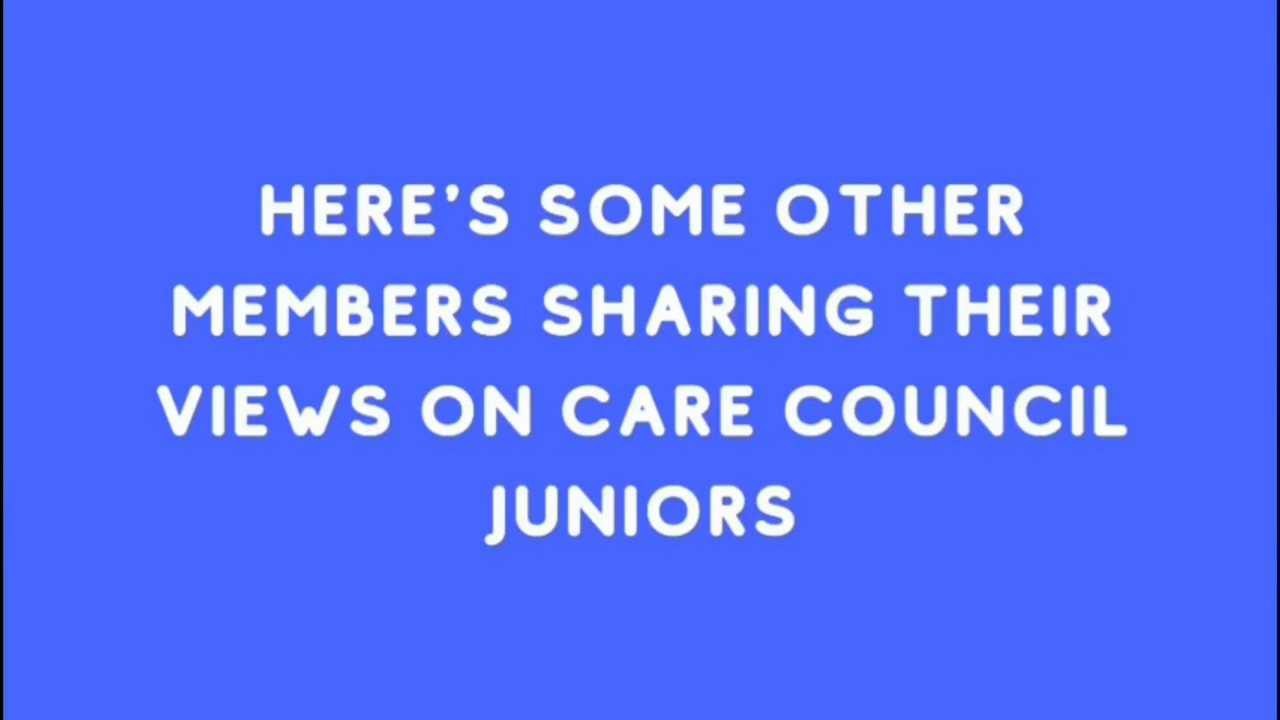 HERE'S SOME OTHER
MEMBERS SHARING THEIR
VIEWS ON CARE COUNCIL
JUNIORS